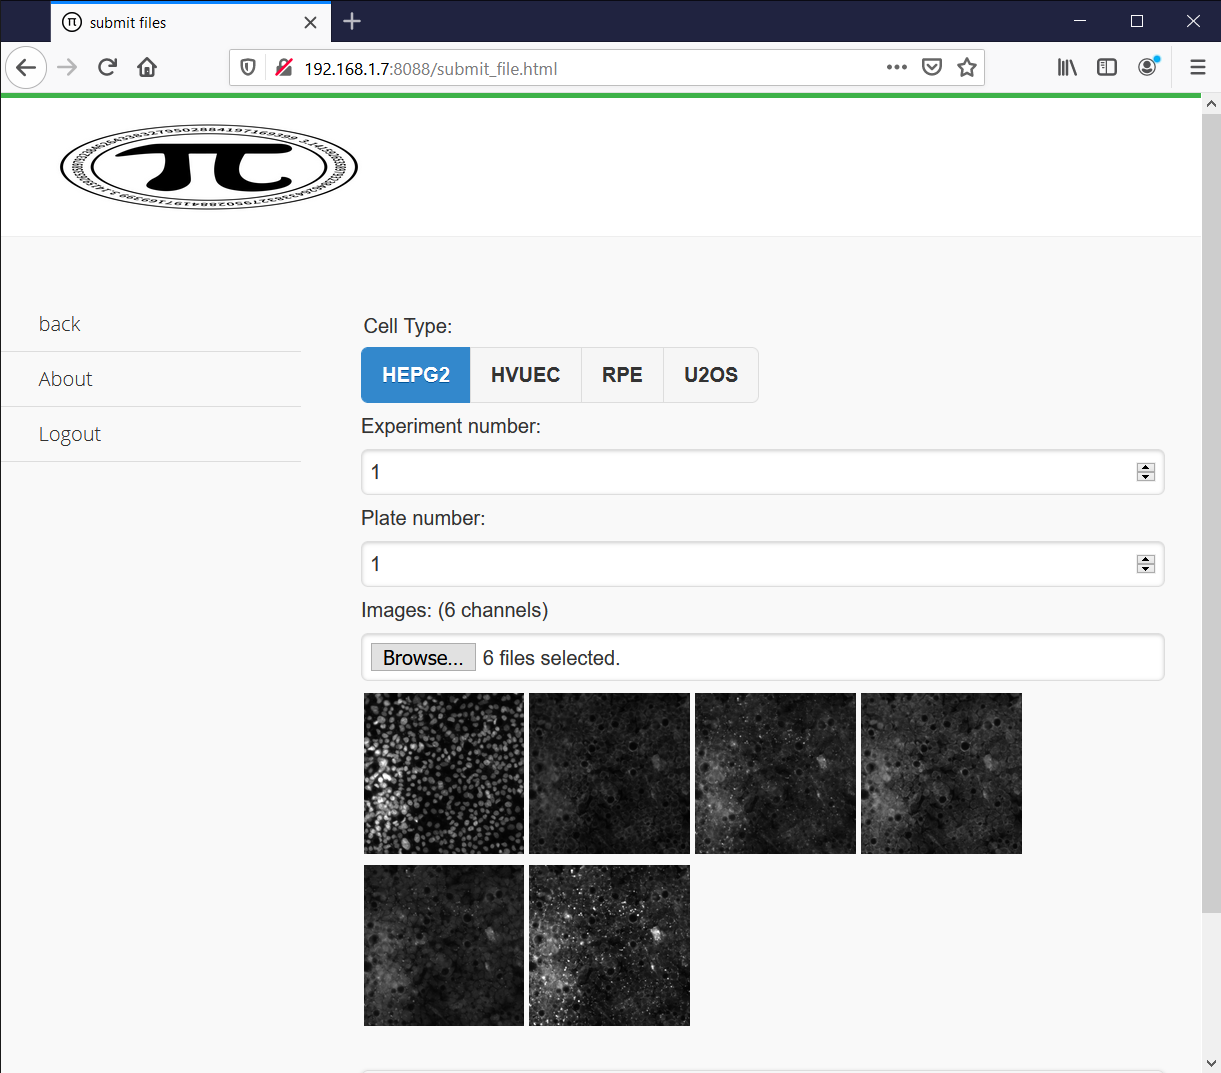 submit files
192.168.1.7:8088/submit_file.html
π
back
About
Logout
Cell Type:
HEPG2 HVUEC RPE U2OS
Experiment number:
1
Plate number:
1
Images: (6 channels)
Browse... 6 files selected.